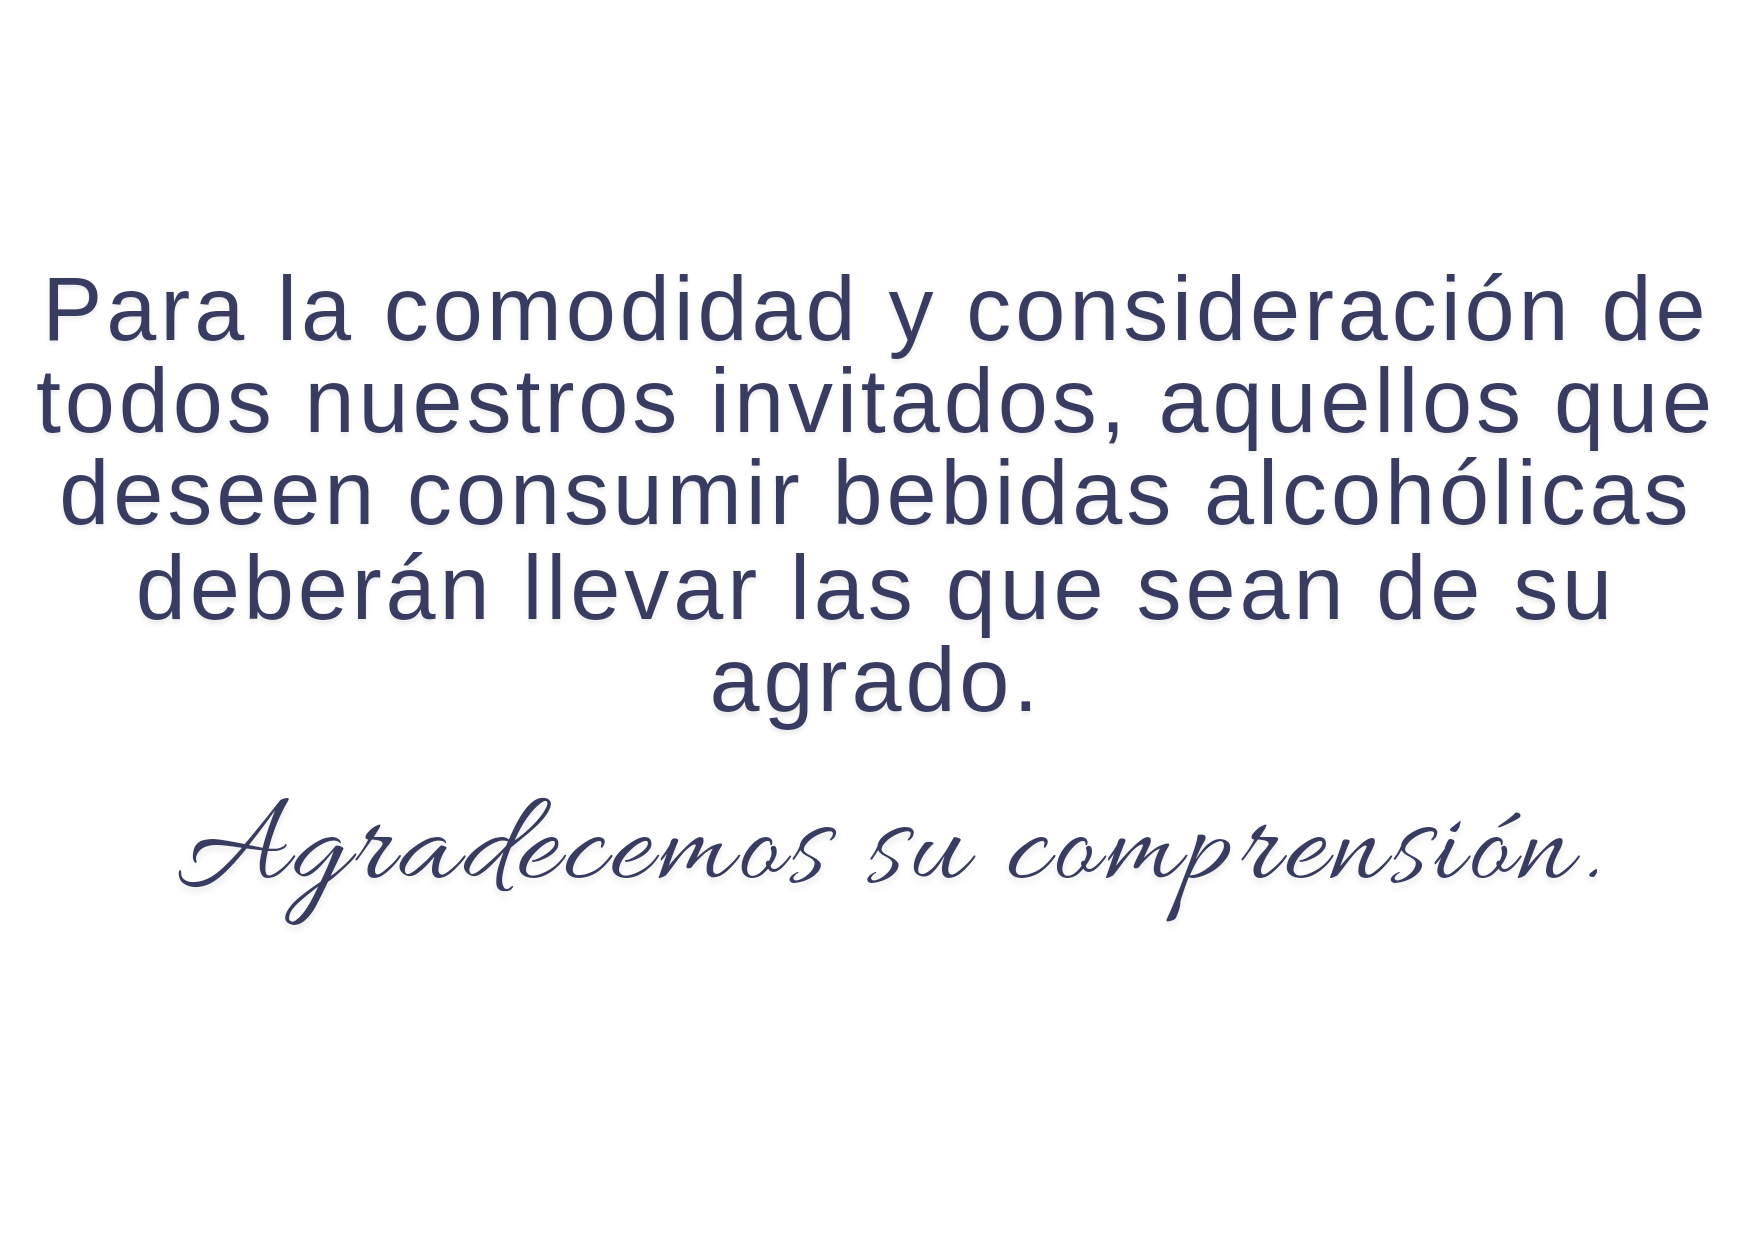 Para la comodidad y consideración de
todos nuestros invitados, aquellos que
deseen consumir bebidas alcohólicas
deberán llevar las que sean de su
agrado.
Agradecemos su comprensión.